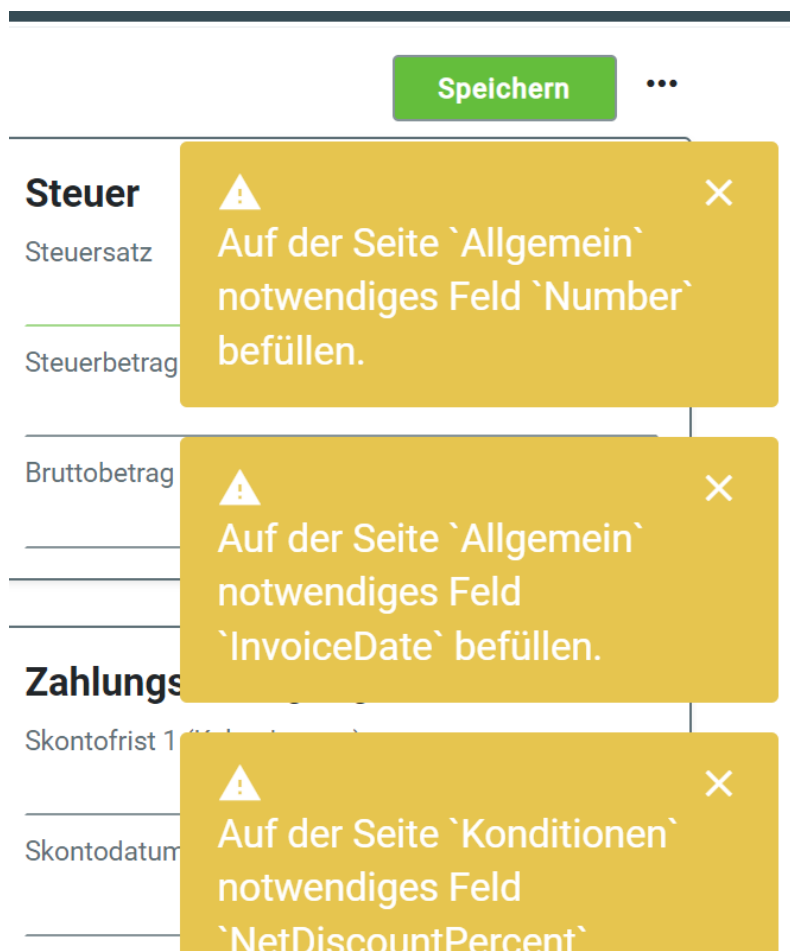 Speichern
Steuer
Steuersatz
Steuerbetrag
Bruttobetrag
Auf der Seite `Allgemein`
notwendiges Feld `Number`
befüllen.
Auf der Seite `Allgemein`
notwendiges Feld
`InvoiceDate` befüllen.
Zahlungs
Skontofrist 1
Skontodatum
Auf der Seite `Konditionen`
notwendiges Feld
`NetDiscountPercent`